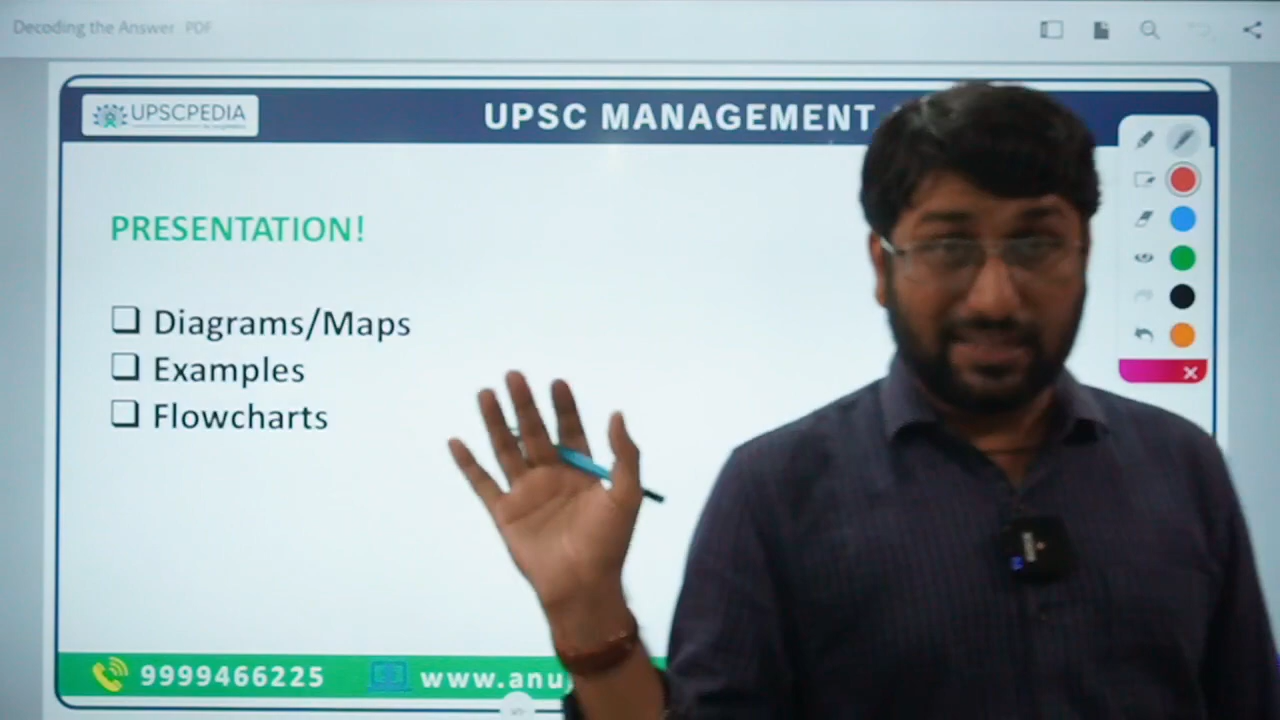 Decoding the Answer PDF
UPSCPEDIA
UPSC MANAGEMENT
PRESENTATION!
Diagrams/Maps
Examples
Flowcharts
9999466225
www.anu